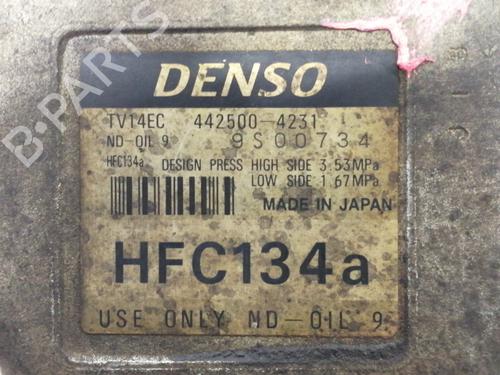 B-PARTS
DENSO
TV14EC 442500-4231
ND-OIL 9 9S00734
HFC134a DESIGN PRESS HIGH SIDE 3.53MPa
LOW SIDE 1.67MPa
MADE IN JAPAN
HFC134a
USE ONLY ND-OIL 9